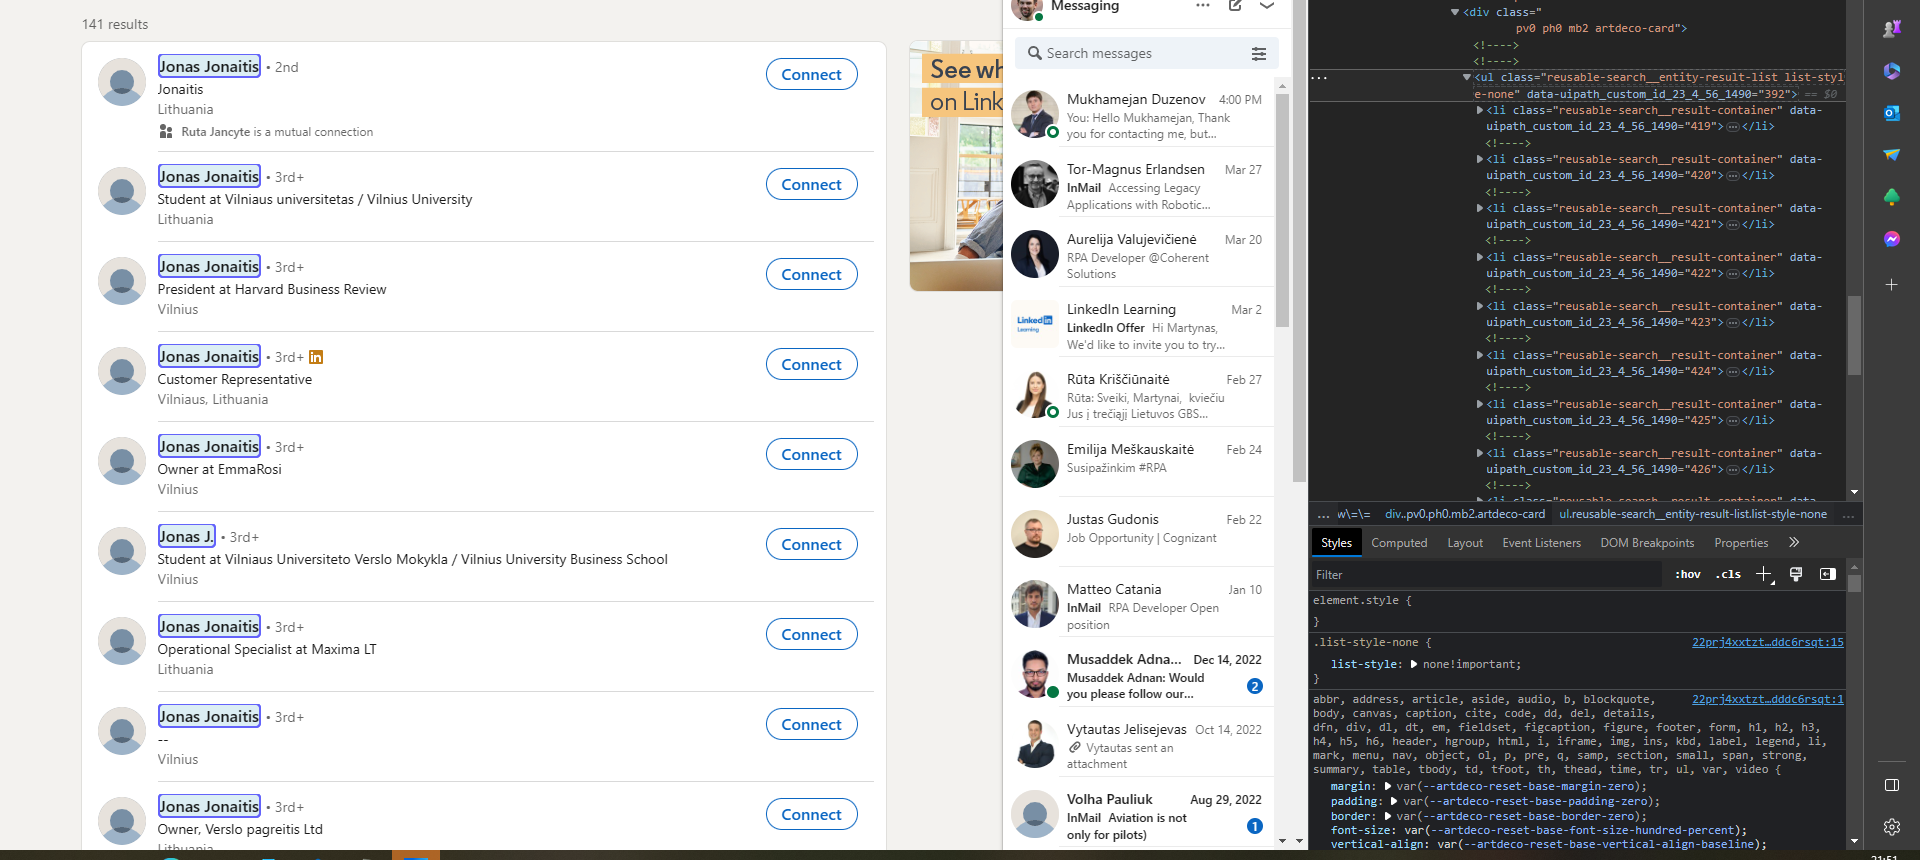 141 results
Jonas Jonaitis • 2nd
Connect
Jonaitis
Lithuania
Ruta Jancyte is a mutual connection
Jonas Jonaitis • 3rd+
Connect
Student at Vilniaus universitetas / Vilnius University
Lithuania
Jonas Jonaitis • 3rd+
Connect
President at Harvard Business Review
Vilnius
Jonas Jonaitis • 3rd+ in
Connect
Customer Representative
Vilniaus, Lithuania
Jonas Jonaitis • 3rd+
Connect
Owner at EmmaRosi
Vilnius
Jonas J. • 3rd+
Connect
Student at Vilniaus Universiteto Verslo Mokykla / Vilnius University Business School
Vilnius
Jonas Jonaitis • 3rd+
Connect
Operational Specialist at Maxima LT
Lithuania
Jonas Jonaitis • 3rd+
Connect
--
Vilnius
Jonas Jonaitis • 3rd+
Connect
Owner, Verslo pagreitis Ltd
Lithuania
See wh
on Link
Messaging
Search messages
Mukhamejan Duzenov 4:00 PM
You: Hello Mukhamejan, Thank
you for contacting me, but...
Tor-Magnus Erlandsen Mar 27
InMail Accessing Legacy
Applications with Robotic...
Aurelija Valujevičienė Mar 20
RPA Developer @Coherent
Solutions
Linked in
Learning
LinkedIn Learning Mar 2
LinkedIn Offer Hi Martynas,
We'd like to invite you to try...
Rūta Kriščiūnaitė Feb 27
Rūta: Sveiki, Martynai, kviečiu
Jus į trečiąjį Lietuvos GBS...
Emilija Meškauskaitė Feb 24
Susipažinkim #RPA
Justas Gudonis Feb 22
Job Opportunity | Cognizant
Matteo Catania Jan 10
InMail RPA Developer Open
position
Musaddek Adna... Dec 14, 2022
Musaddek Adnan: Would
you please follow our... 2
Vytautas Jelisejevas Oct 14, 2022
Vytautas sent an
attachment
Volha Pauliuk Aug 29, 2022
InMail Aviation is not
only for pilots) 1
<div class="
pv0 ph0 mb2 artdeco-card">
<!---->
<!---->
... <ul class="reusable-search__entity-result-list list-styl
e-none" data-uipath_custom_id_23_4_56_1490="392"> == $0
<li class="reusable-search__result-container" data-
uipath_custom_id_23_4_56_1490="419">…</li>
<!---->
<li class="reusable-search__result-container" data-
uipath_custom_id_23_4_56_1490="420">…</li>
<!---->
<li class="reusable-search__result-container" data-
uipath_custom_id_23_4_56_1490="421">…</li>
<!---->
<li class="reusable-search__result-container" data-
uipath_custom_id_23_4_56_1490="422">…</li>
<!---->
<li class="reusable-search__result-container" data-
uipath_custom_id_23_4_56_1490="423">…</li>
<!---->
<li class="reusable-search__result-container" data-
uipath_custom_id_23_4_56_1490="424">…</li>
<!---->
<li class="reusable-search__result-container" data-
uipath_custom_id_23_4_56_1490="425">…</li>
<!---->
<li class="reusable-search__result-container" data-
uipath_custom_id_23_4_56_1490="426">…</li>
<!---->
<li class="reusable-search__result-container" data-
... w\=\= div..pv0.ph0.mb2.artdeco-card ul.reusable-search__entity-result-list.list-style-none ...
Styles Computed Layout Event Listeners DOM Breakpoints Properties
Filter :hov .cls
element.style {
}
.list-style-none { 22prj4xxtzt…ddc6rsqt:15
list-style: none!important;
}
abbr, address, article, aside, audio, b, blockquote, 22prj4xxtzt…dddc6rsqt:1
body, canvas, caption, cite, code, dd, del, details,
dfn, div, dl, dt, em, fieldset, figcaption, figure, footer, form, h1, h2, h3,
h4, h5, h6, header, hgroup, html, i, iframe, img, ins, kbd, label, legend, li,
mark, menu, nav, object, ol, p, pre, q, samp, section, small, span, strong,
summary, table, tbody, td, tfoot, th, thead, time, tr, ul, var, video {
margin: var(--artdeco-reset-base-margin-zero);
padding: var(--artdeco-reset-base-padding-zero);
border: var(--artdeco-reset-base-border-zero);
font-size: var(--artdeco-reset-base-font-size-hundred-percent);
vertical-align: var(--artdeco-reset-base-vertical-align-baseline);
21:51